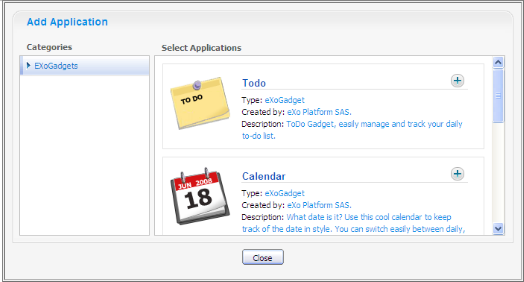 Add Application
Categories
Select Applications
EXoGadgets
TO DO
Todo
Type: eXoGadget
Created by: eXo Platform SAS.
Description: ToDo Gadget, easily manage and track your daily
to-do list.
JUN 2008
18
Calendar
Type: eXoGadget
Created by: eXo Platform SAS.
Description: What date is it? Use this cool calendar to keep
track of the date in style. You can switch easily between daily,
Close